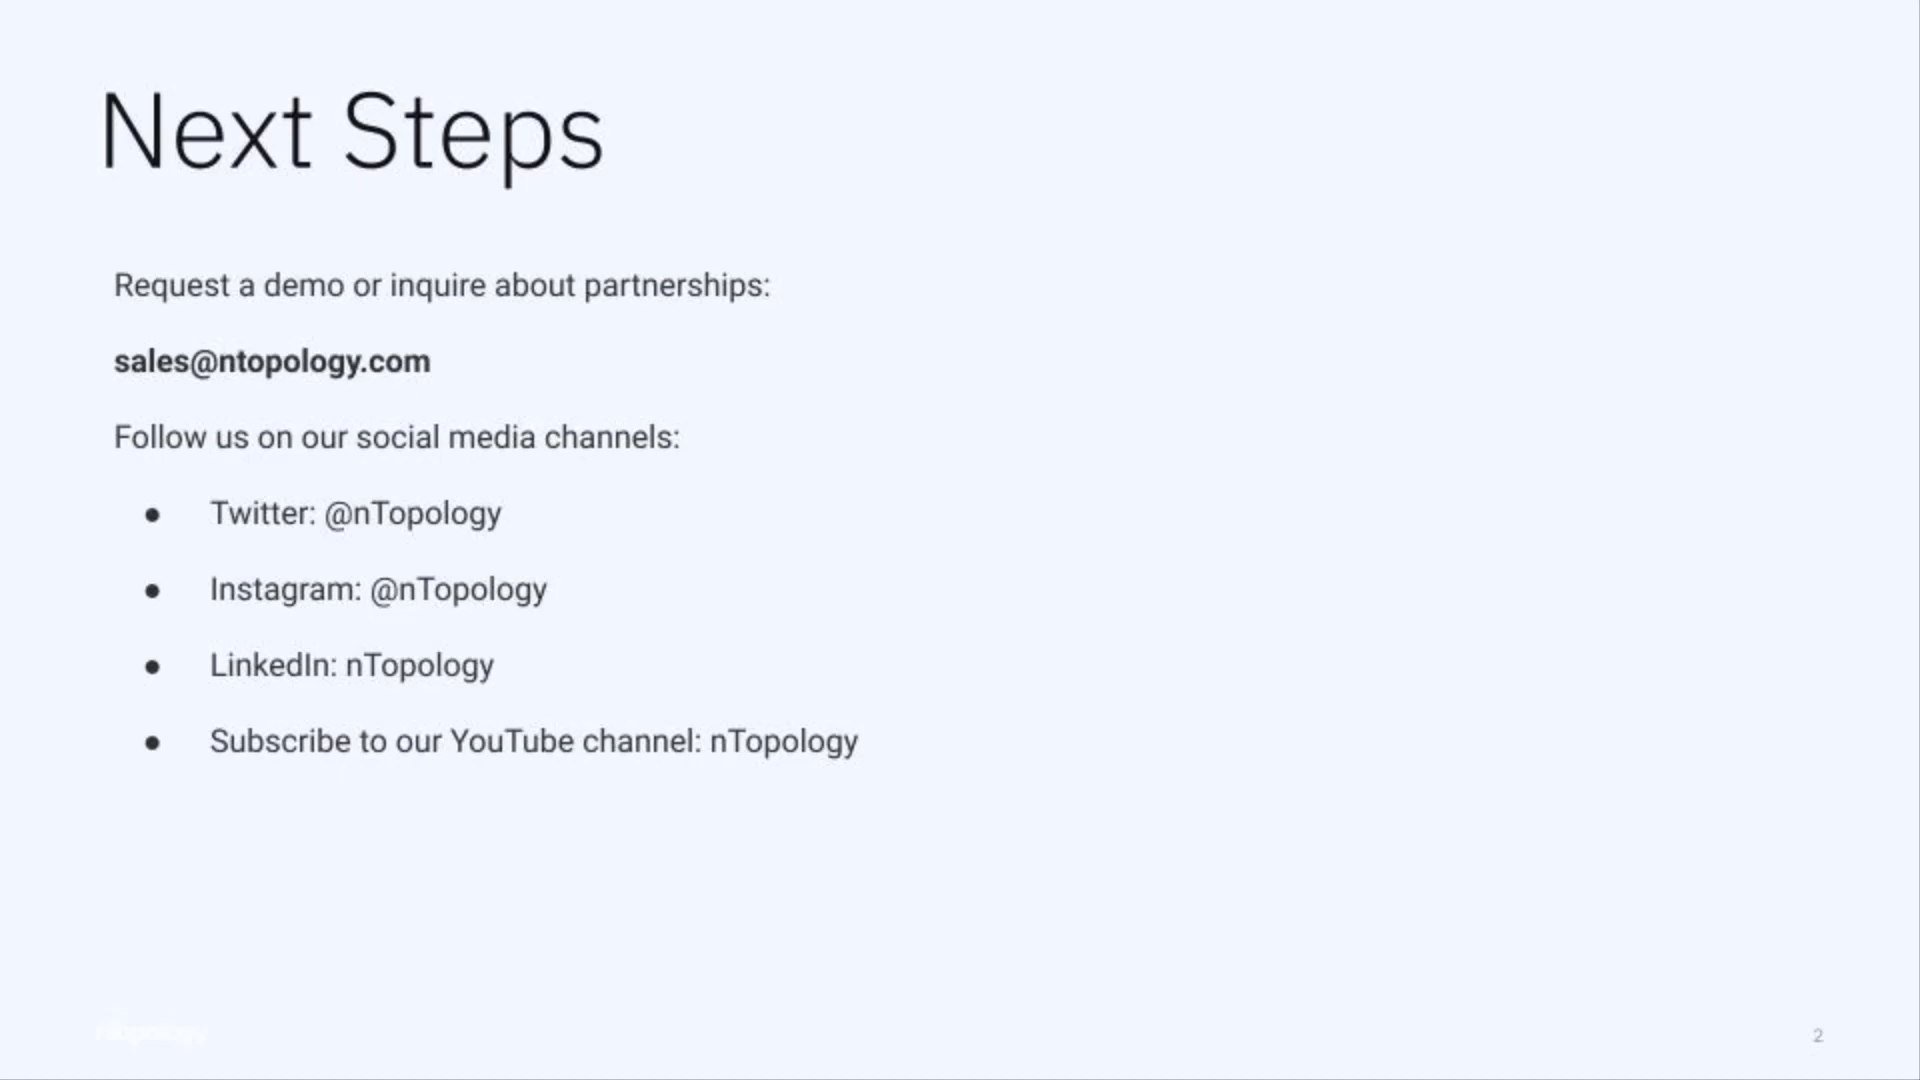 Next Steps
Request a demo or inquire about partnerships:
sales@ntopology.com
Follow us on our social media channels:
● Twitter: @nTopology
● Instagram: @nTopology
● LinkedIn: nTopology
● Subscribe to our YouTube channel: nTopology
nTopology
2